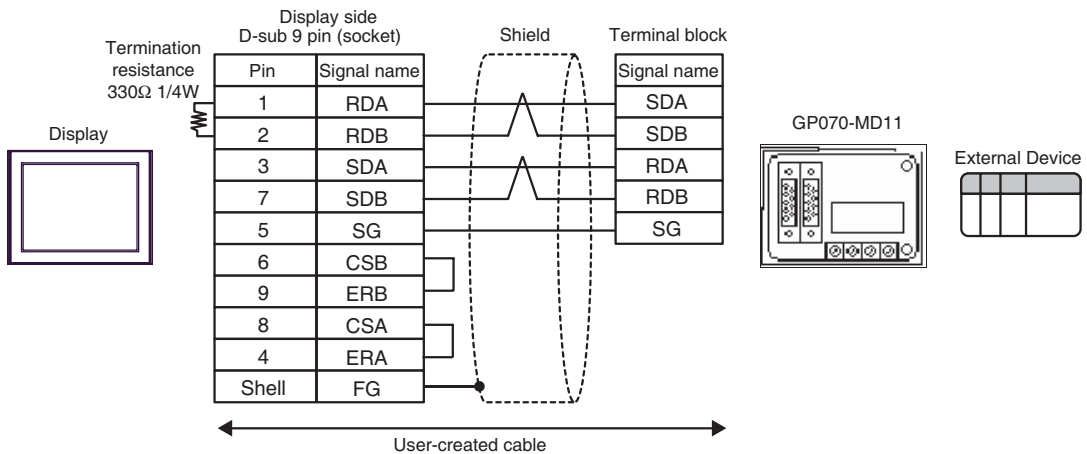 Display side
D-sub 9 pin (socket)
Shield
Terminal block
Termination
resistance
330Ω 1/4W
Pin Signal name
Signal name
1 RDA
SDA
2 RDB
SDB
3 SDA
RDA
7 SDB
RDB
5 SG
SG
6 CSB
9 ERB
8 CSA
4 ERA
Shell FG
Display
GP070-MD11
External Device
User-created cable